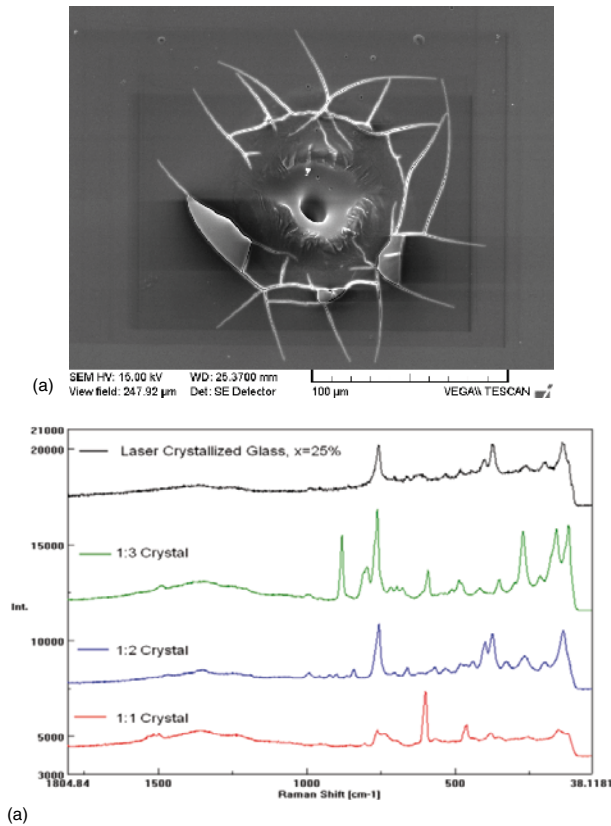 (a)
SEM HV: 15.00 kV WD: 25.3700 mm
View field: 247.92 µm Det: SE Detector 100 µm VEGA\\ TESCAN
21000
20000
Laser Crystallized Glass, x=25%
15000
1:3 Crystal
Int.
10000
1:2 Crystal
1:1 Crystal
5000
3000
1804.84 1500 1000 500 38.1181
Raman Shift [cm-1]
(a)